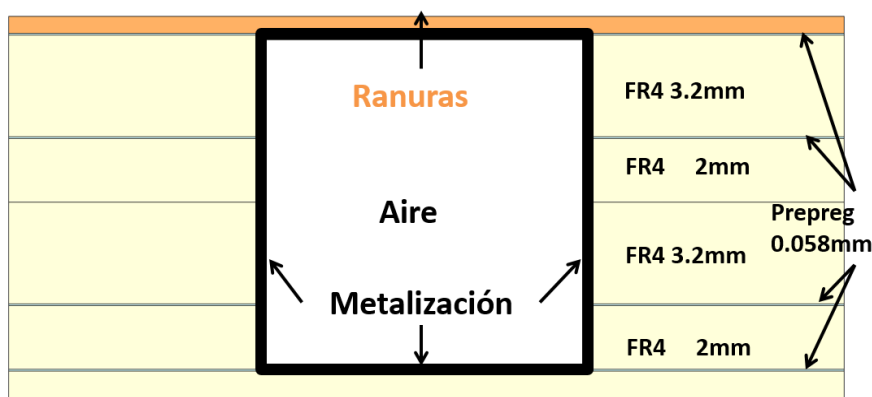 Ranuras
FR4 3.2mm
FR4 2mm
Aire
Prepreg
0.058mm
FR4 3.2mm
Metalización
FR4 2mm